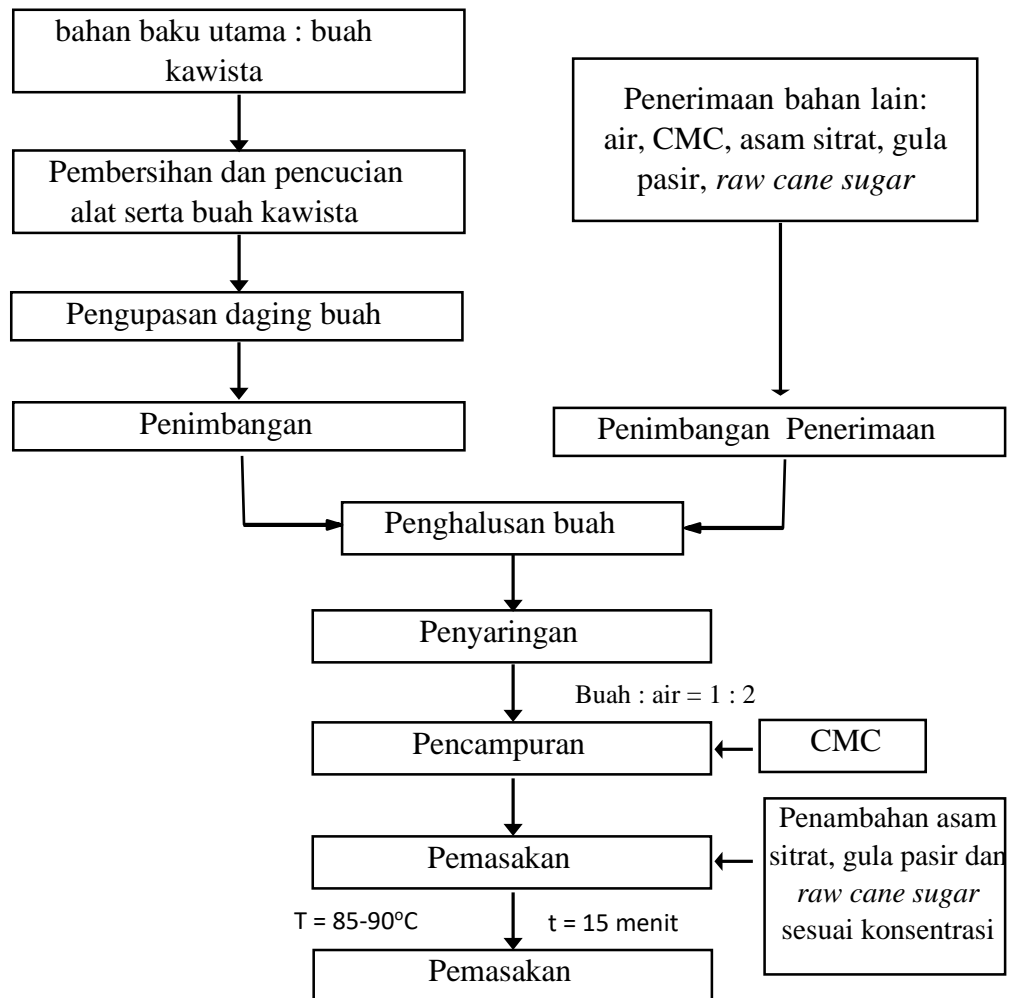 bahan baku utama : buah
kawista
Penerimaan bahan lain:
air, CMC, asam sitrat, gula
pasir, raw cane sugar
Pembersihan dan pencucian
alat serta buah kawista
Pengupasan daging buah
Penimbangan
Penimbangan Penerimaan
Penghalusan buah
Penyaringan
Buah : air = 1 : 2
Pencampuran
CMC
Pemasakan
Penambahan asam
sitrat, gula pasir dan
raw cane sugar
sesuai konsentrasi
T = 85-90°C
t = 15 menit
Pemasakan